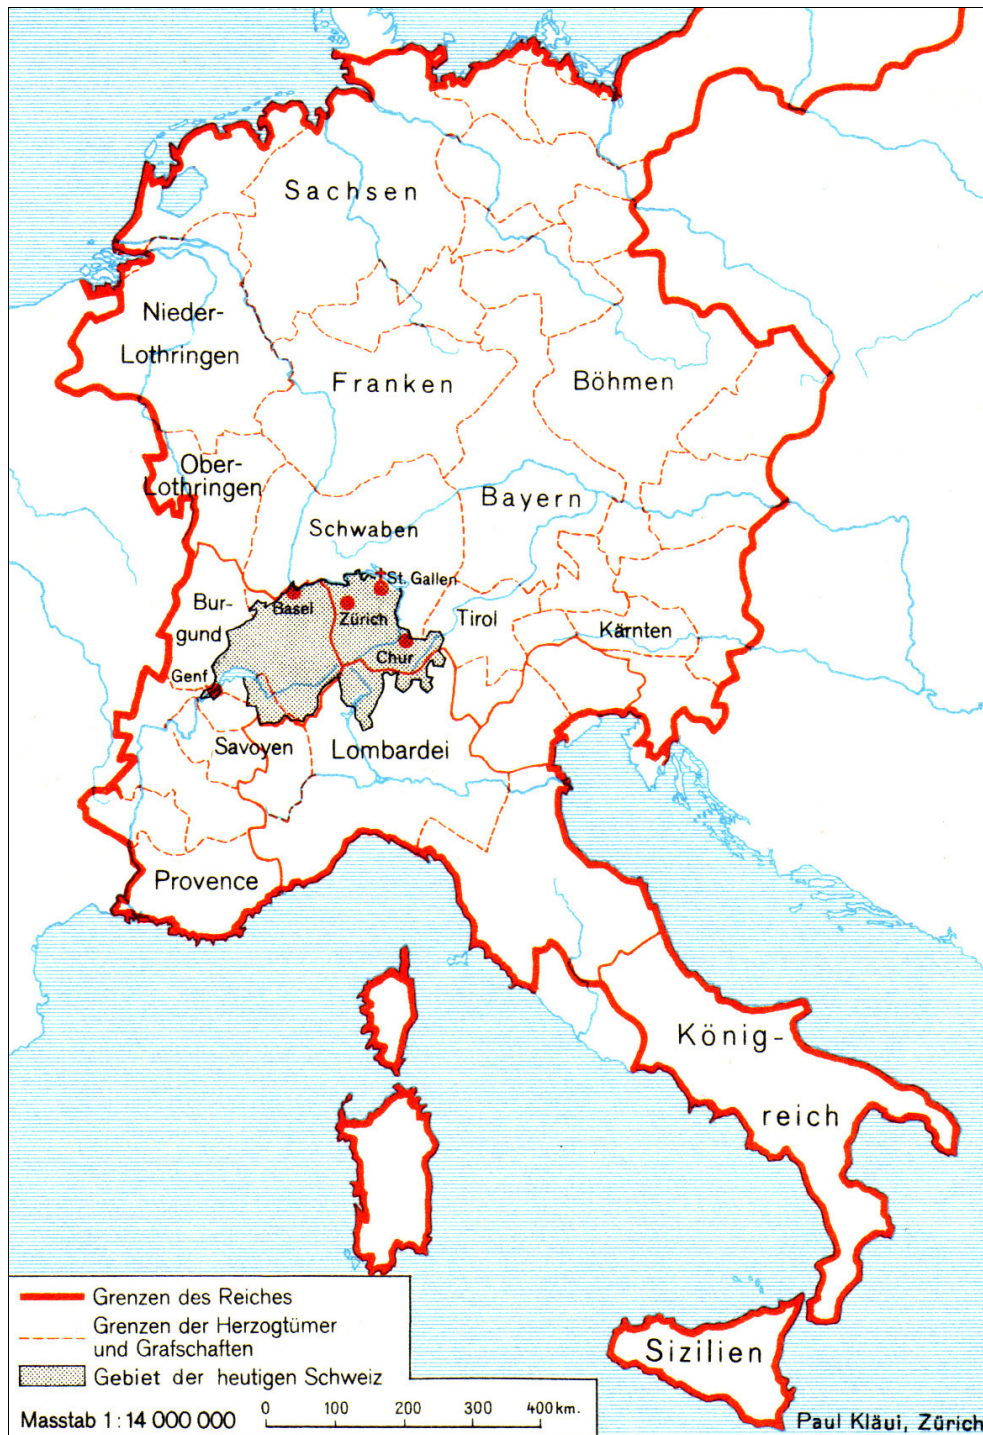 Sachsen
Nieder-
Lothringen
Franken
Böhmen
Ober-
Lothringen
Bayern
Schwaben
St. Gallen
Bur-
gund
Basel
Zürich
Tirol
Kärnten
Chur
Genf
Savoyen
Lombardei
Provence
König-
reich
Sizilien
Grenzen des Reiches
Grenzen der Herzogtümer
und Grafschaften
Gebiet der heutigen Schweiz
Masstab 1:14 000 000
0 100 200 300 400 km.
Paul Kläui, Zürich